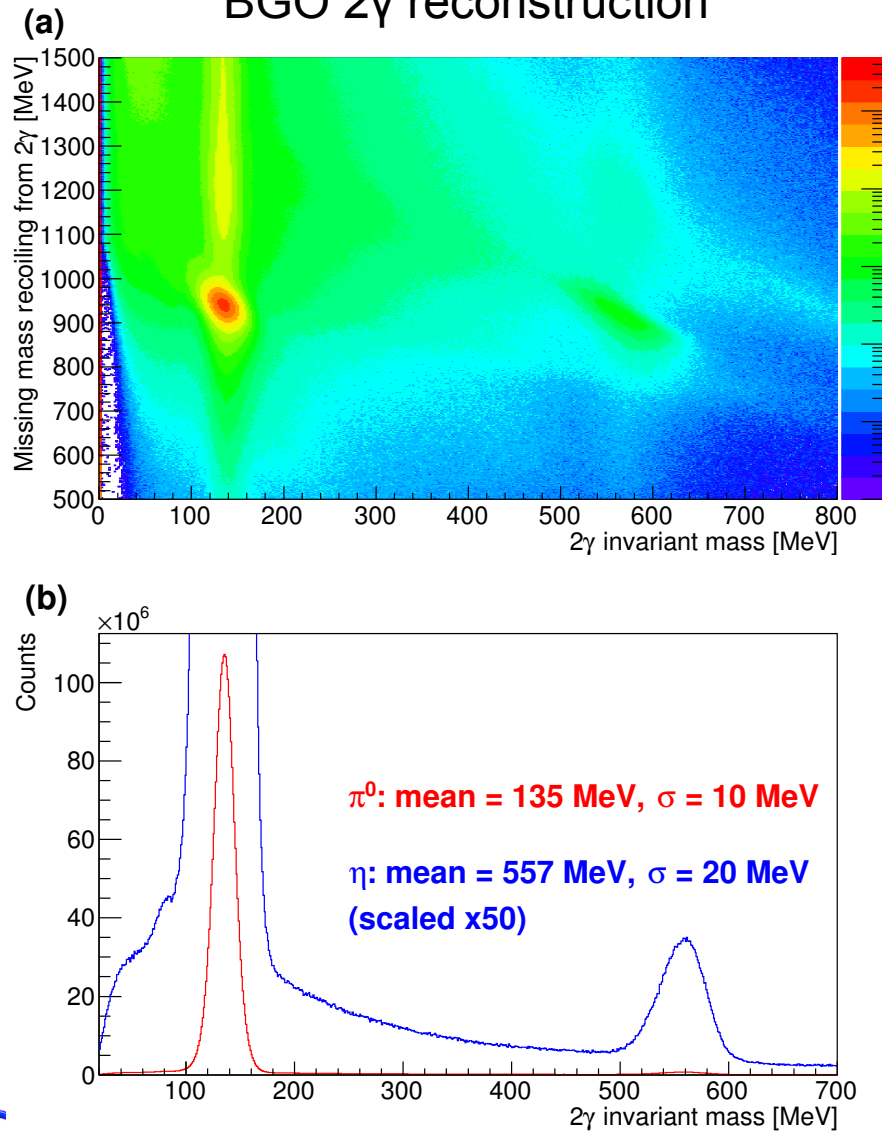 BGO 2γ reconstruction
(a)
Missing mass recoiling from 2γ [MeV]
1500
1400
1300
1200
1100
1000
900
800
700
600
500
0 100 200 300 400 500 600 700 800
2γ invariant mass [MeV]
(b)
×10⁶
Counts
100
80
60
40
20
0
π⁰: mean = 135 MeV, σ = 10 MeV
η: mean = 557 MeV, σ = 20 MeV
(scaled x50)
100 200 300 400 500 600 700
2γ invariant mass [MeV]